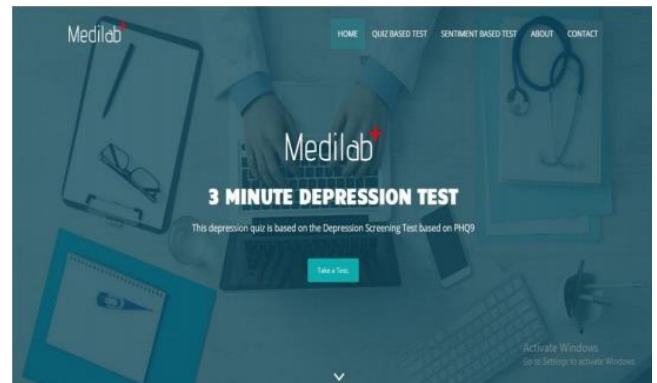 Medilab
HOME QUIZ BASED TEST SENTIMENT BASED TEST ABOUT CONTACT
Medilab
3 MINUTE DEPRESSION TEST
This depression quiz is based on the Depression Screening Test based on PHQ9
Take a Test.
Activate Windows
Go to Settings to activate Windows.